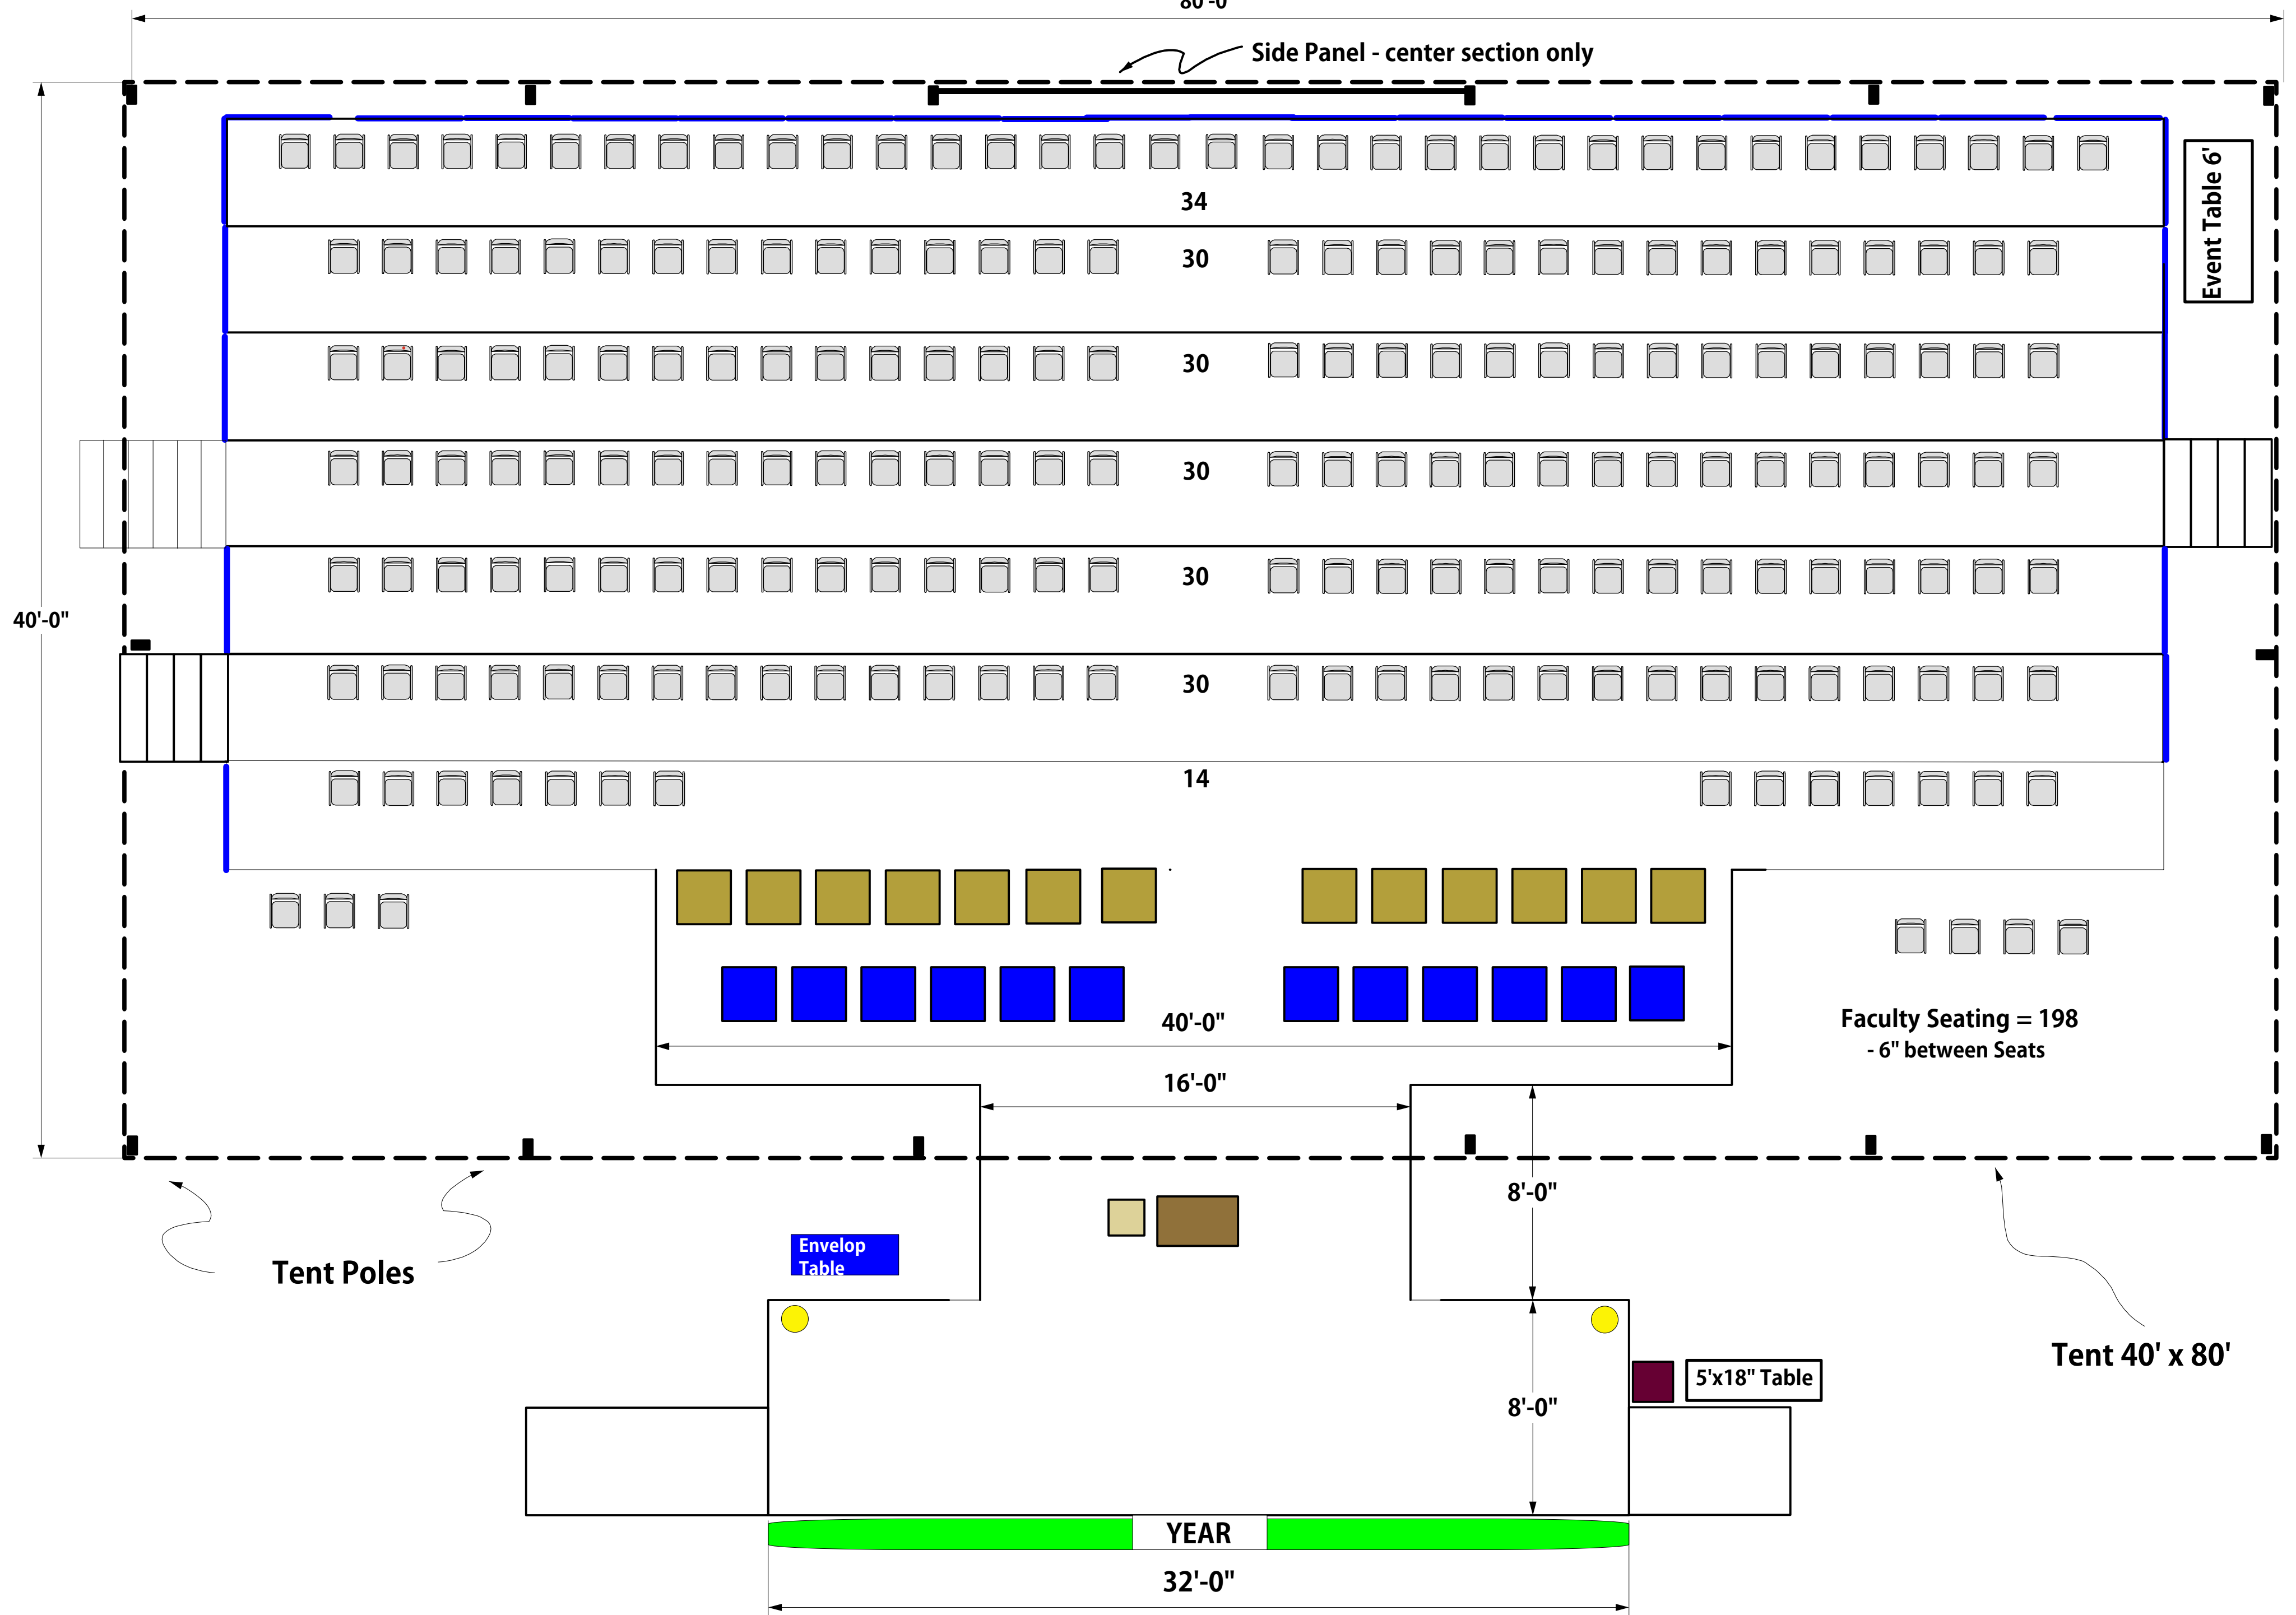 80'-0"
Side Panel - center section only
34
Event Table 6'
30
30
30
30
40'-0"
30
14
Faculty Seating = 198
- 6" between Seats
40'-0"
16'-0"
8'-0"
Envelop
Table
Tent Poles
Tent 40' x 80'
5'x18" Table
8'-0"
YEAR
32'-0"